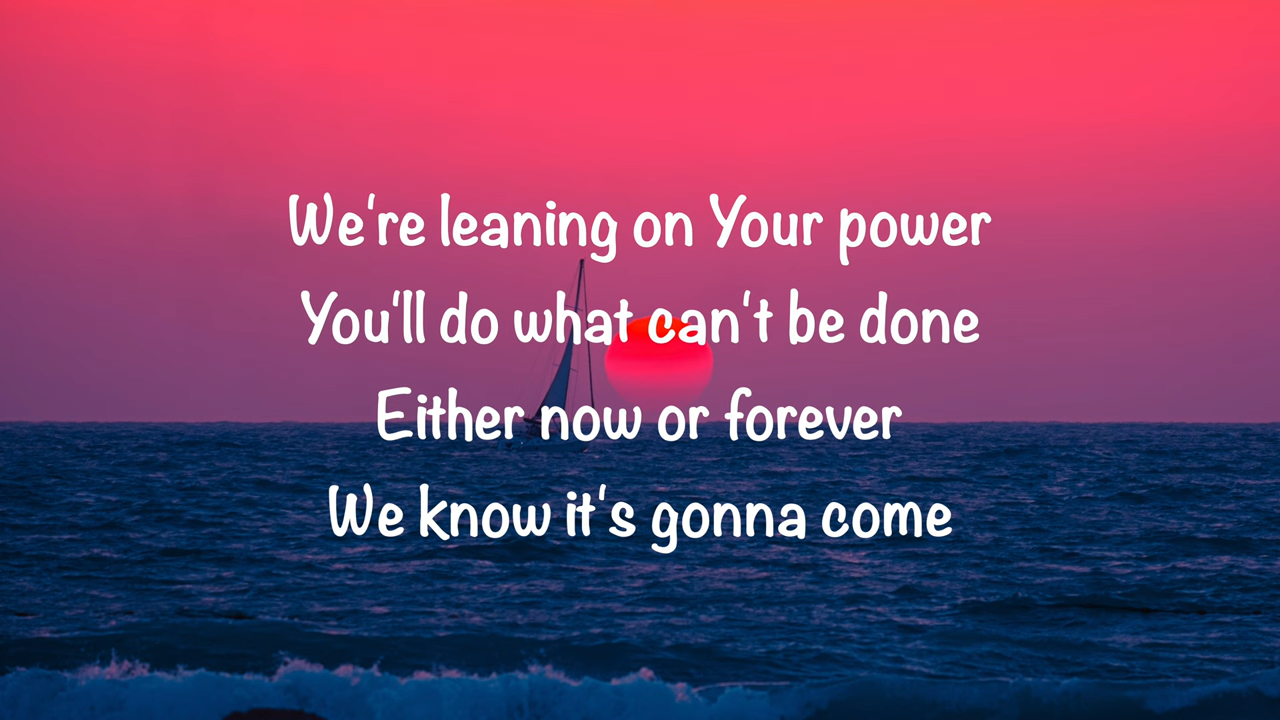 We're leaning on Your power
You'll do what can't be done
Either now or forever
We know it's gonna come